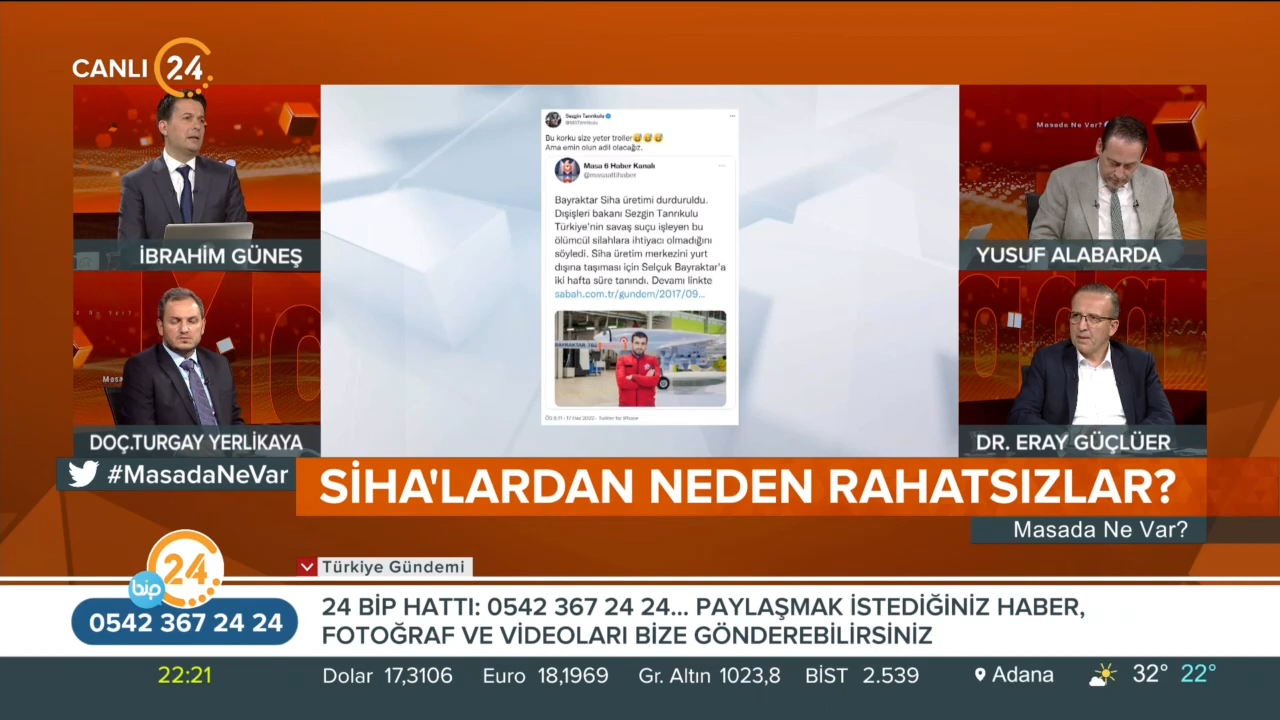 CANLI 24
İBRAHİM GÜNEŞ
DOÇ.TURGAY YERLİKAYA
Sezgin Tanrıkulu
Bu korku size yeter troller
Ama emin olun adil olacağız.
Masa 6 Haber Kanalı
@masaaltihaber
Bayraktar Siha üretimi durduruldu.
Dışişleri bakanı Sezgin Tanrıkulu
Türkiye'nin savaş suçu işleyen bu
ölümcül silahlara ihtiyacı olmadığını
söyledi. Siha üretim merkezini yurt
dışına taşıması için Selçuk Bayraktar'a
iki hafta süre tanındı. Devamı linkte
sabah.com.tr/gundem/2017/09...
Masada Ne Var?
YUSUF ALABARDA
DR. ERAY GÜÇLÜER
#MasadaNeVar
SİHA'LARDAN NEDEN RAHATSIZLAR?
Masada Ne Var?
Türkiye Gündemi
24
bip
0542 367 24 24
24 BİP HATTI: 0542 367 24 24... PAYLAŞMAK İSTEDİĞİNİZ HABER,
FOTOĞRAF VE VİDEOLARI BİZE GÖNDEREBİLİRSİNİZ
22:21 Dolar 17,3106 Euro 18,1969 Gr. Altın 1023,8 BİST 2.539 Adana 32° 22°